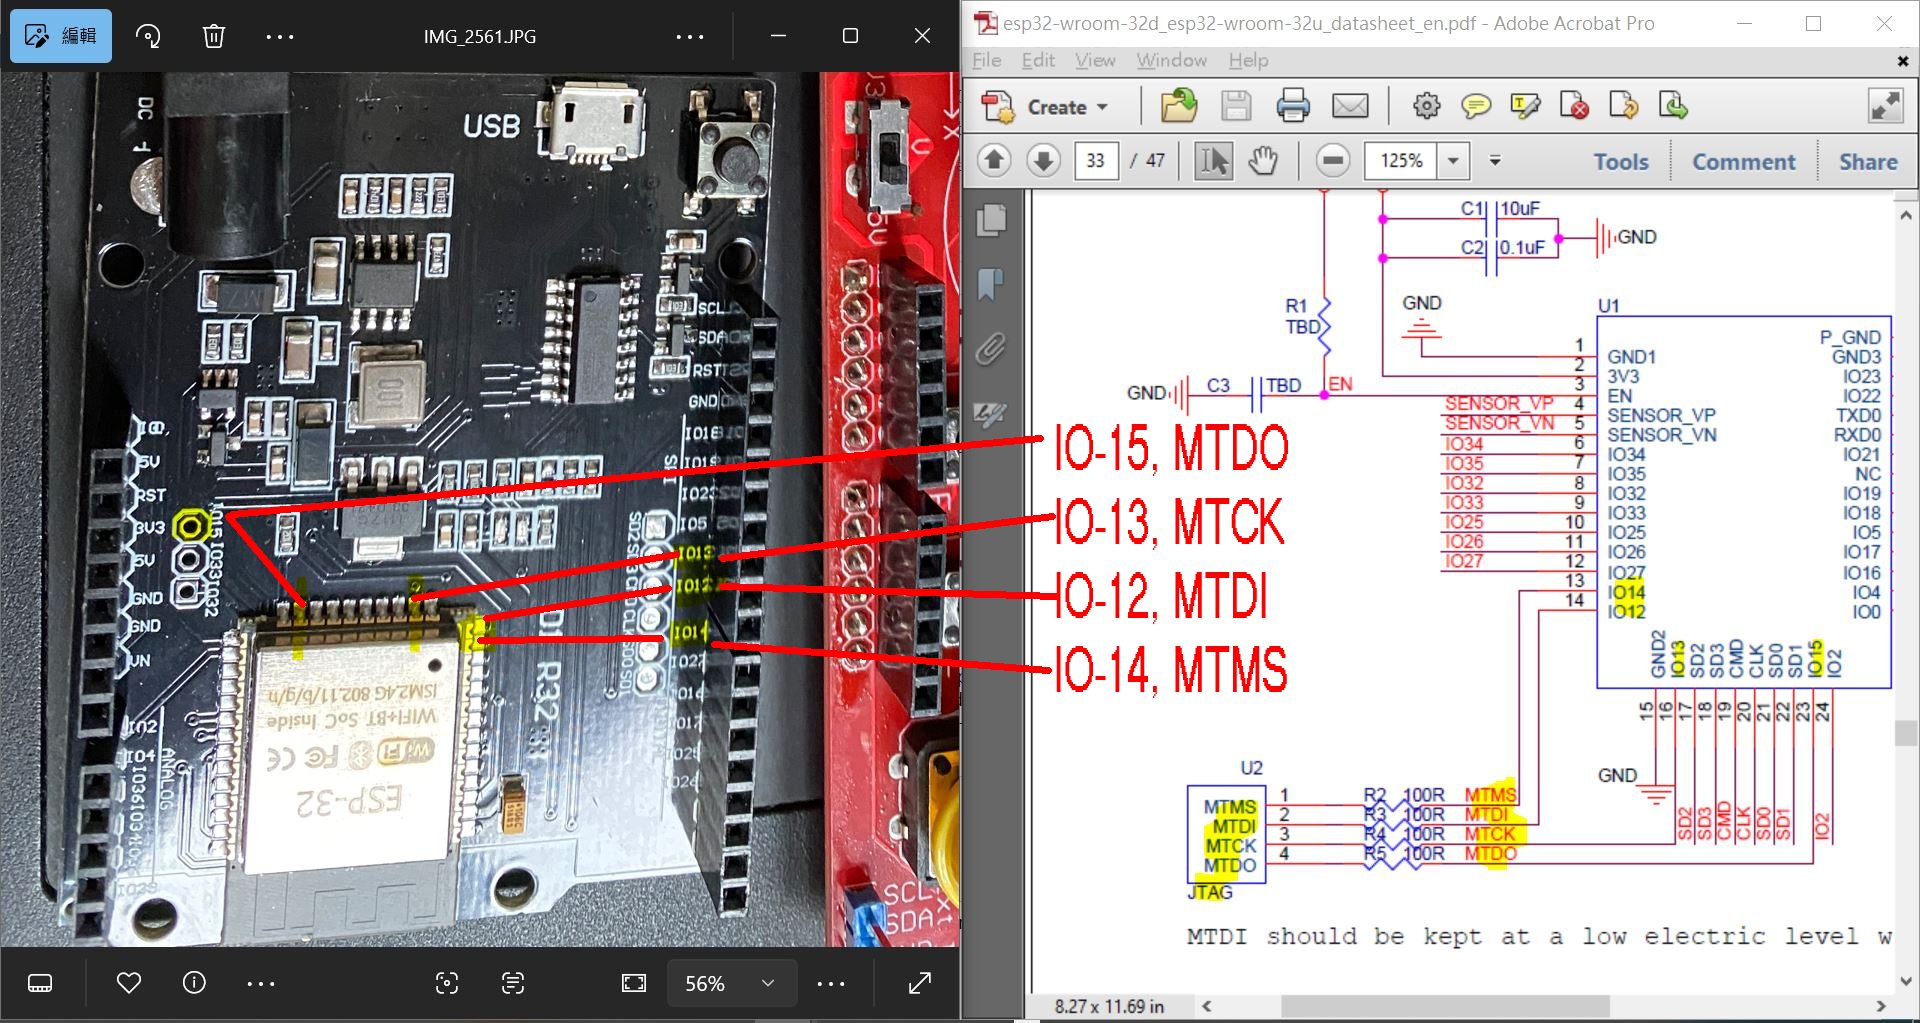 編輯
IMG_2561.JPG
DC
USB
SCL
SDA
RST
GND
IO18
IO19
IO23
IO5
IO13
IO12
IO14
IO27
IO16
IO17
IO25
IO26
IO0
5V
RST
3V3
5V
GND
GND
VIN
IO2
IO4
ANALOG
IO15 IO33 IO32
SD2 SD3 CMD CLK SD0 SD1
R32
ISM2.4G 802.11/b/g/n
WIFI+BT SoC Inside
WiFi FC CE
ESP-32
SCL
SDA
56%
esp32-wroom-32d_esp32-wroom-32u_datasheet_en.pdf - Adobe Acrobat Pro
File Edit View Window Help
Create
33 / 47
125%
Tools Comment Share
C1 10uF
GND
C2 0.1uF
R1
TBD
GND
U1
GND C3 TBD EN
1 GND1
2 3V3
3 EN
SENSOR_VP 4 SENSOR_VP
SENSOR_VN 5 SENSOR_VN
IO34 6 IO34
IO35 7 IO35
IO32 8 IO32
IO33 9 IO33
IO25 10 IO25
IO26 11 IO26
IO27 12 IO27
13 IO14
14 IO12
P_GND
GND3
IO23
IO22
TXD0
RXD0
IO21
NC
IO19
IO18
IO5
IO17
IO16
IO4
IO0
GND2 IO13 SD2 SD3 CMD CLK SD0 SD1 IO15 IO2
15 16 17 18 19 20 21 22 23 24
GND
SD2 SD3 CMD CLK SD0 SD1 IO2
IO-15, MTDO
IO-13, MTCK
IO-12, MTDI
IO-14, MTMS
U2
MTMS 1 R2 100R MTMS
MTDI 2 R3 100R MTDI
MTCK 3 R4 100R MTCK
MTDO 4 R5 100R MTDO
JTAG
MTDI should be kept at a low electric level w
8.27 x 11.69 in